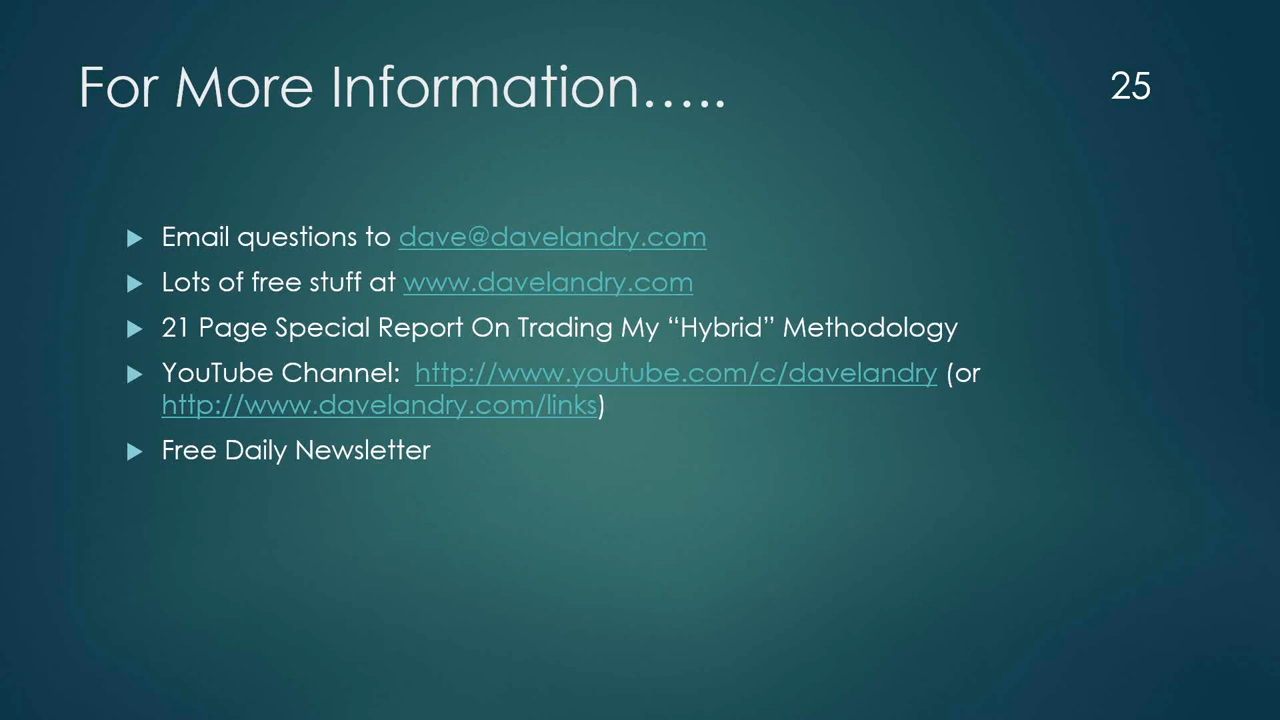 For More Information.....
25
Email questions to dave@davelandry.com
Lots of free stuff at www.davelandry.com
21 Page Special Report On Trading My “Hybrid” Methodology
YouTube Channel:  http://www.youtube.com/c/davelandry (or
http://www.davelandry.com/links)
Free Daily Newsletter